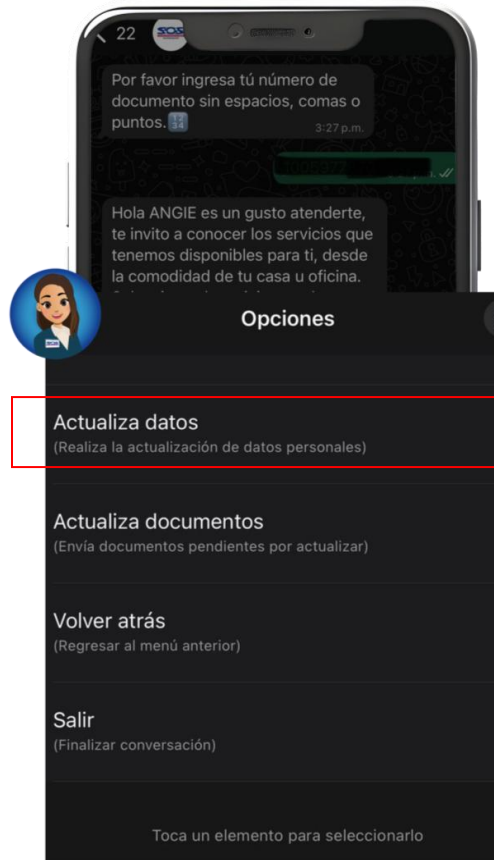 22
SOS
Por favor ingresa tú número de
documento sin espacios, comas o
puntos.
3:27 p.m.
Hola ANGIE es un gusto atenderte,
te invito a conocer los servicios que
tenemos disponibles para ti, desde
la comodidad de tu casa u oficina.
Opciones
Actualiza datos
(Realiza la actualización de datos personales)
Actualiza documentos
(Envía documentos pendientes por actualizar)
Volver atrás
(Regresar al menú anterior)
Salir
(Finalizar conversación)
Toca un elemento para seleccionarlo